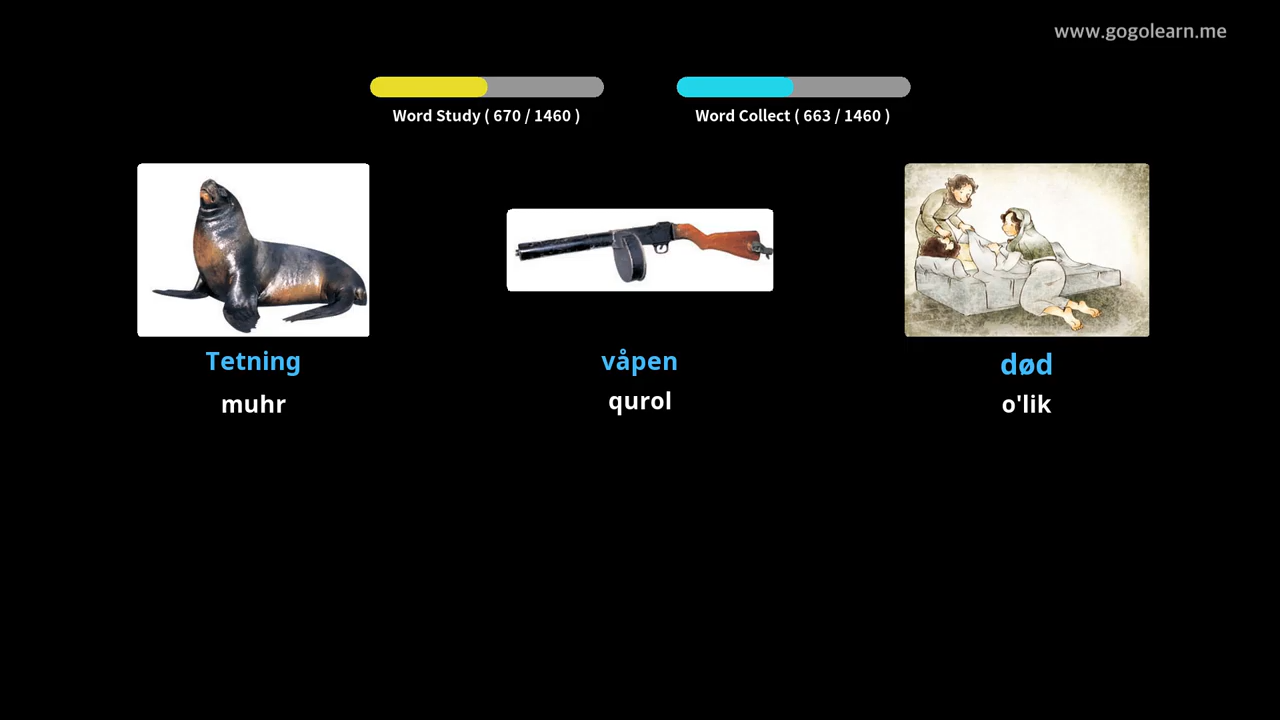 www.gogolearn.me
Word Study ( 670 / 1460 )
Word Collect ( 663 / 1460 )
Tetning
muhr
våpen
qurol
død
o'lik